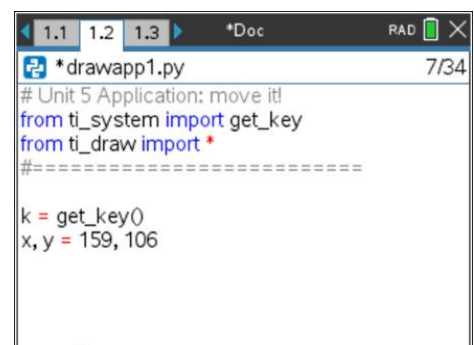 1.1 1.2 1.3 *Doc RAD
*drawapp1.py 7/34
# Unit 5 Application: move it!
from ti_system import get_key
from ti_draw import *
#==========================
k = get_key()
x, y = 159, 106